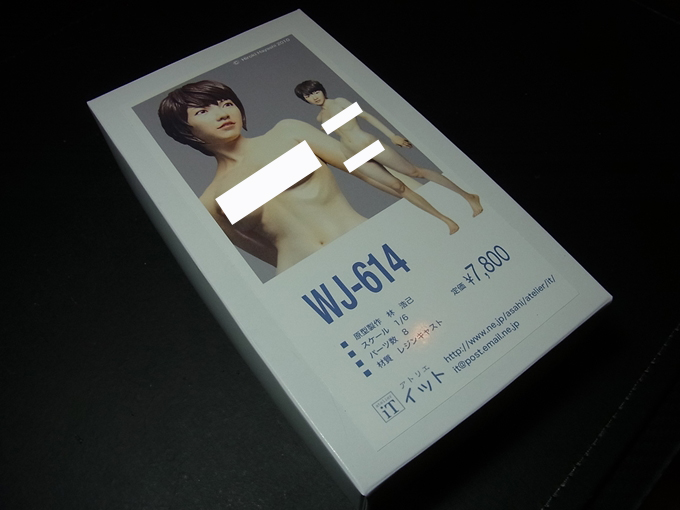 WJ-614
定価 ¥7,800
原型製作 林 浩己
スケール 1/6
パーツ数 8
材質 レジンキャスト
アトリエ
iT イット
http://www.ne.jp/asahi/atelier/it/
it@post.email.ne.jp